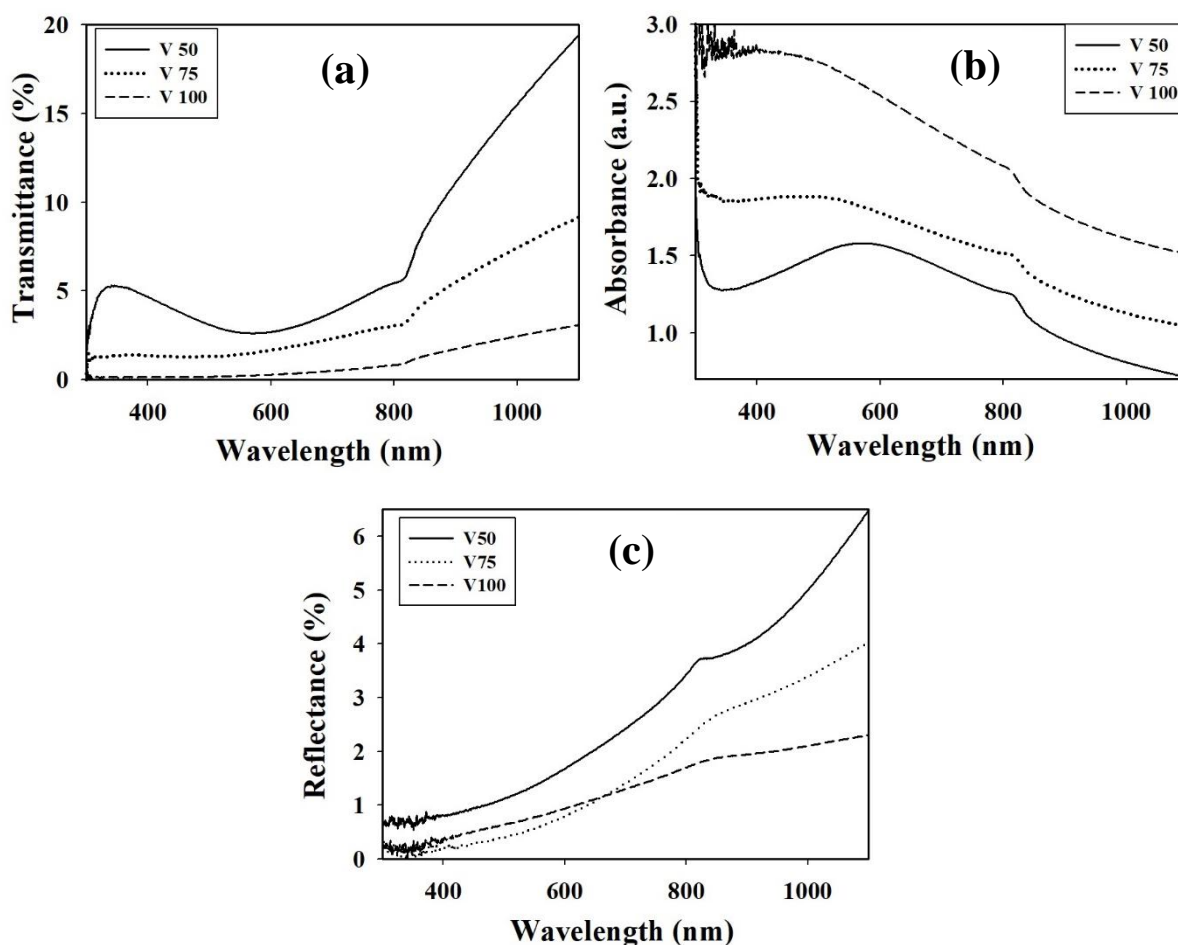 (a)
V 50
V 75
V 100
Transmittance (%)
20
15
10
5
0
400 600 800 1000
Wavelength (nm)
(b)
V 50
V 75
V 100
Absorbance (a.u.)
3.0
2.5
2.0
1.5
1.0
400 600 800 1000
Wavelength (nm)
(c)
V50
V75
V100
Reflectance (%)
6
5
4
3
2
1
0
400 600 800 1000
Wavelength (nm)